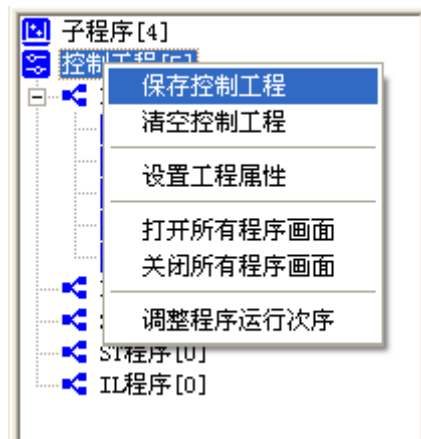 子程序[4]
控制工程[5]
保存控制工程
清空控制工程
设置工程属性
打开所有程序画面
关闭所有程序画面
调整程序运行次序
ST程序[0]
IL程序[0]